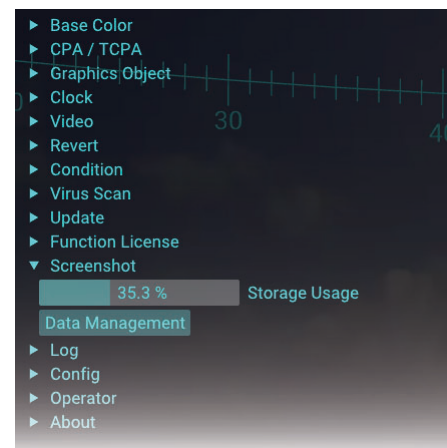 Base Color
CPA / TCPA
Graphics Object
Clock
Video
30
Revert
Condition
Virus Scan
Update
Function License
Screenshot
35.3 % Storage Usage
Data Management
Log
Config
Operator
About